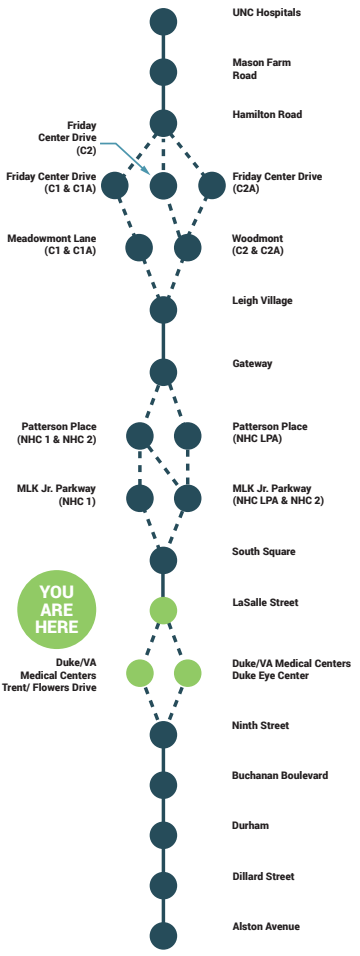 UNC Hospitals
Mason Farm
Road
Hamilton Road
Friday
Center Drive
(C2)
Friday Center Drive
(C1 & C1A)
Friday Center Drive
(C2A)
Meadowmont Lane
(C1 & C1A)
Woodmont
(C2 & C2A)
Leigh Village
Gateway
Patterson Place
(NHC 1 & NHC 2)
Patterson Place
(NHC LPA)
MLK Jr. Parkway
(NHC 1)
MLK Jr. Parkway
(NHC LPA & NHC 2)
South Square
YOU
ARE
HERE
LaSalle Street
Duke/VA
Medical Centers
Trent/ Flowers Drive
Duke/VA Medical Centers
Duke Eye Center
Ninth Street
Buchanan Boulevard
Durham
Dillard Street
Alston Avenue